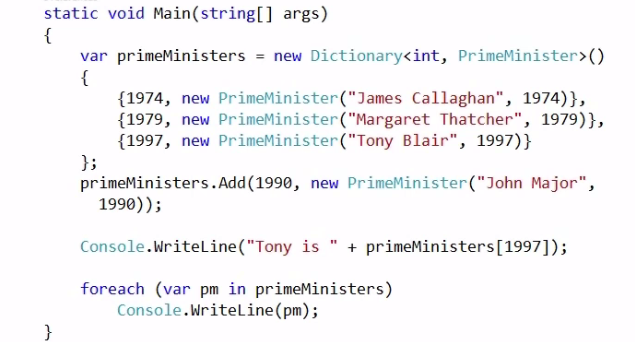 static void Main(string[] args)
{
var primeMinisters = new Dictionary<int, PrimeMinister>()
{
{1974, new PrimeMinister("James Callaghan", 1974)},
{1979, new PrimeMinister("Margaret Thatcher", 1979)},
{1997, new PrimeMinister("Tony Blair", 1997)}
};
primeMinisters.Add(1990, new PrimeMinister("John Major",
1990));
Console.WriteLine("Tony is " + primeMinisters[1997]);
foreach (var pm in primeMinisters)
Console.WriteLine(pm);
}